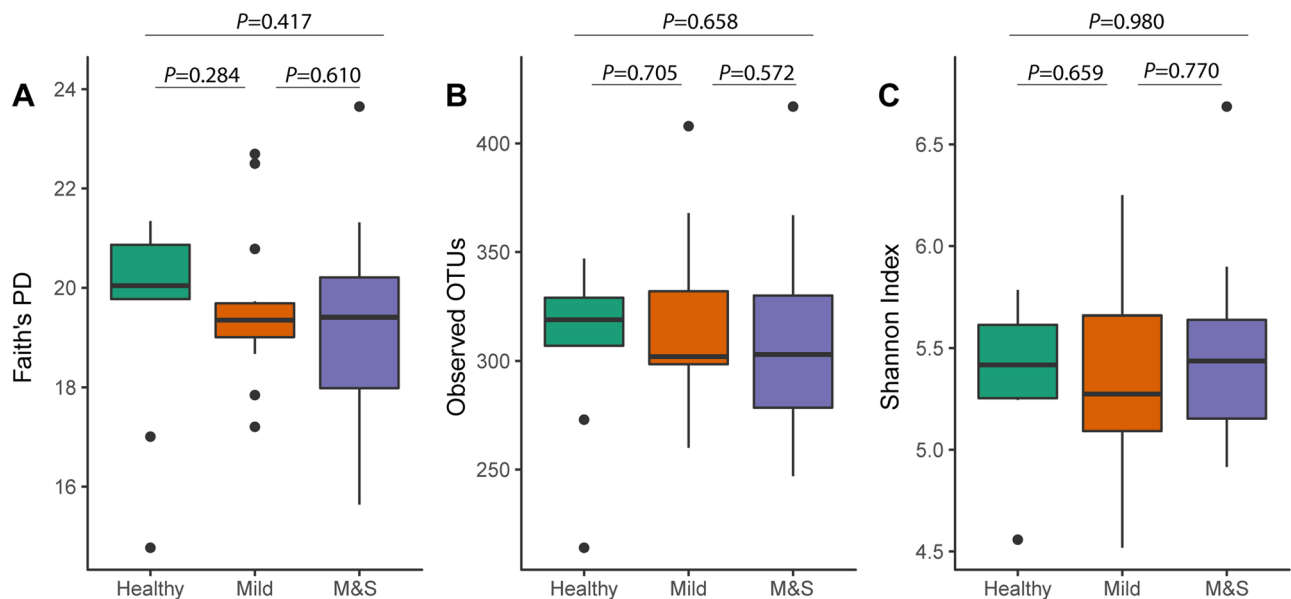 P=0.417
A
P=0.284
P=0.610
24
22
20
18
16
Faith's PD
Healthy
Mild
M&S
P=0.658
B
P=0.705
P=0.572
400
350
300
250
Observed OTUs
Healthy
Mild
M&S
P=0.980
C
P=0.659
P=0.770
6.5
6.0
5.5
5.0
4.5
Shannon Index
Healthy
Mild
M&S